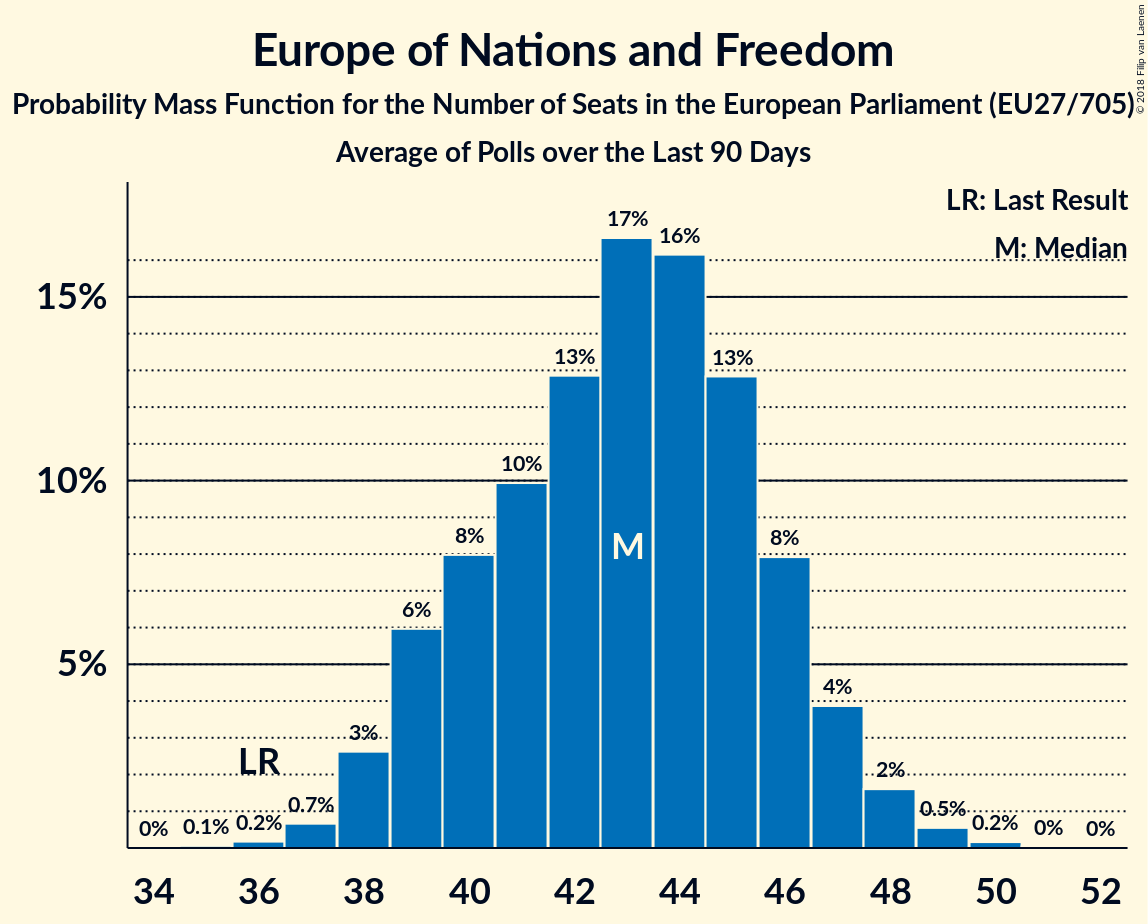 Europe of Nations and Freedom
Probability Mass Function for the Number of Seats in the European Parliament (EU27/705)
Average of Polls over the Last 90 Days
© 2018 Filip van Laenen
LR: Last Result
M: Median
15%
10%
5%
0%
0.1%
0.2%
0.7%
3%
6%
8%
10%
13%
17%
16%
13%
8%
4%
2%
0.5%
0.2%
0%
0%
LR
M
34 36 38 40 42 44 46 48 50 52